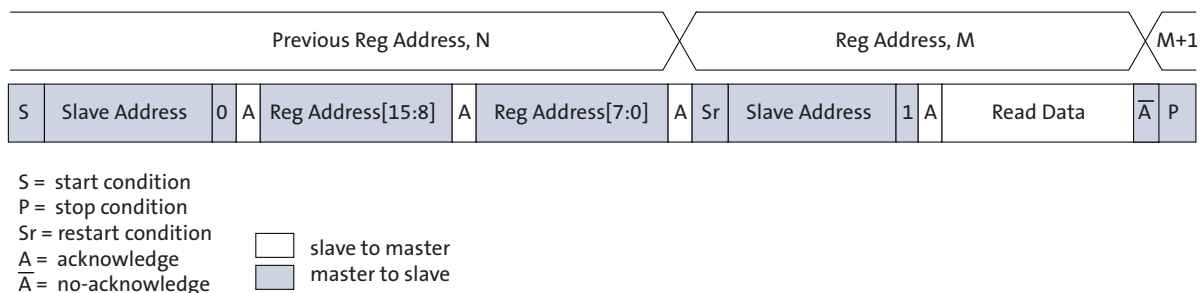 Previous Reg Address, N Reg Address, M M+1
S Slave Address 0 A Reg Address[15:8] A Reg Address[7:0] A Sr Slave Address 1 A Read Data A̅ P
S = start condition
P = stop condition
Sr = restart condition
A = acknowledge
A̅ = no-acknowledge
slave to master
master to slave